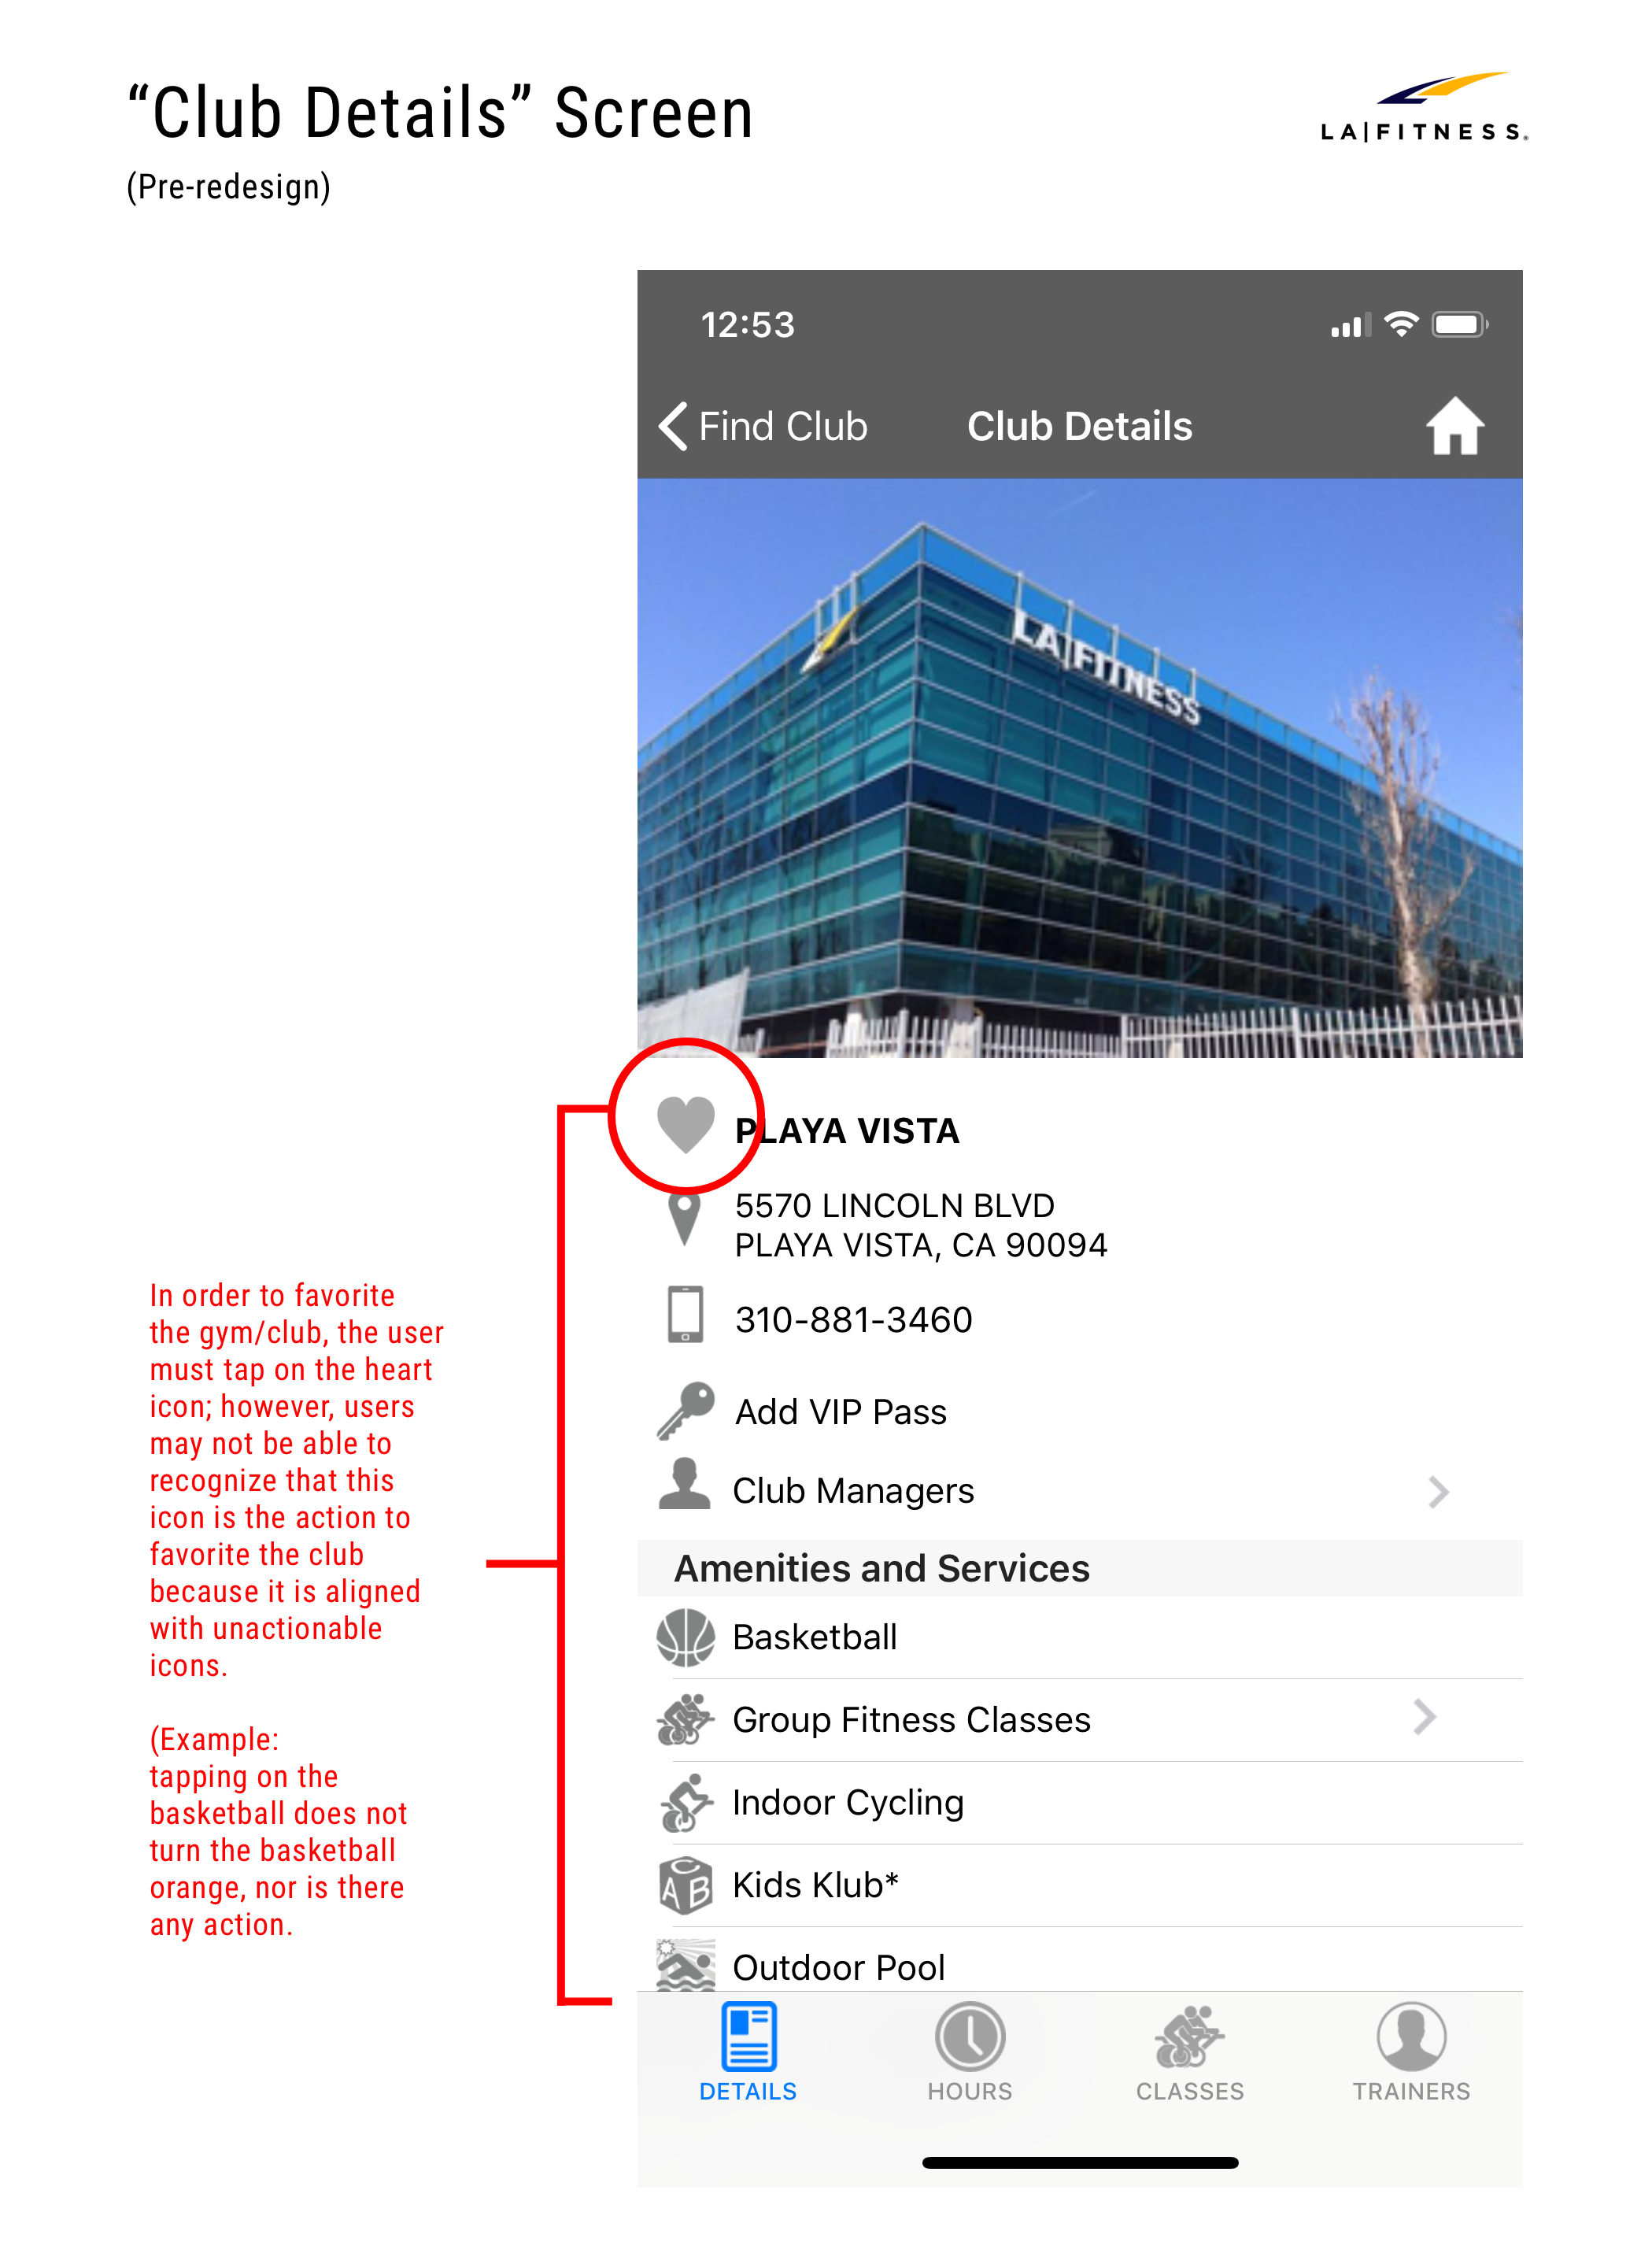 “Club Details” Screen
(Pre-redesign)
LA|FITNESS®
12:53
Find Club
Club Details
LA|FITNESS
PLAYA VISTA
5570 LINCOLN BLVD
PLAYA VISTA, CA 90094
310-881-3460
Add VIP Pass
Club Managers
Amenities and Services
Basketball
Group Fitness Classes
Indoor Cycling
C
A B
Kids Klub*
Outdoor Pool
DETAILS
HOURS
CLASSES
TRAINERS
In order to favorite
the gym/club, the user
must tap on the heart
icon; however, users
may not be able to
recognize that this
icon is the action to
favorite the club
because it is aligned
with unactionable
icons.
(Example:
tapping on the
basketball does not
turn the basketball
orange, nor is there
any action.